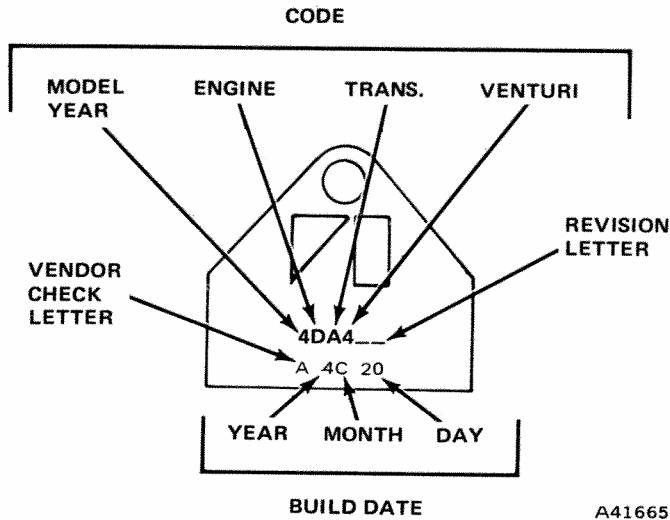 CODE
MODEL YEAR
ENGINE
TRANS.
VENTURI
REVISION LETTER
VENDOR CHECK LETTER
4DA4__
A 4C 20
YEAR MONTH DAY
BUILD DATE
A41665